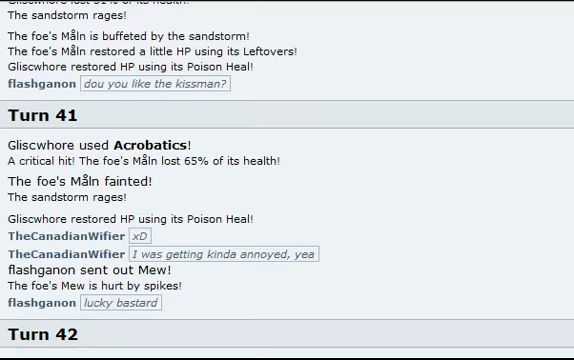 The sandstorm rages!
The foe's Måln is buffeted by the sandstorm!
The foe's Måln restored a little HP using its Leftovers!
Gliscwhore restored HP using its Poison Heal!
flashganon dou you like the kissman?
Turn 41
Gliscwhore used Acrobatics!
A critical hit! The foe's Måln lost 65% of its health!
The foe's Måln fainted!
The sandstorm rages!
Gliscwhore restored HP using its Poison Heal!
TheCanadianWifier xD
TheCanadianWifier I was getting kinda annoyed, yea
flashganon sent out Mew!
The foe's Mew is hurt by spikes!
flashganon lucky bastard
Turn 42